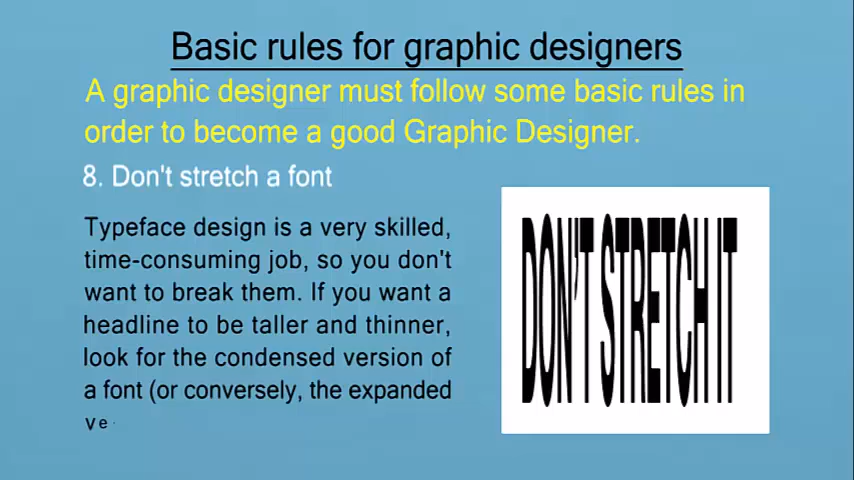 Basic rules for graphic designers
A graphic designer must follow some basic rules in
order to become a good Graphic Designer.
8. Don't stretch a font
Typeface design is a very skilled,
time-consuming job, so you don't
want to break them. If you want a
headline to be taller and thinner,
look for the condensed version of
a font (or conversely, the expanded
ve
DON'T STRETCH IT